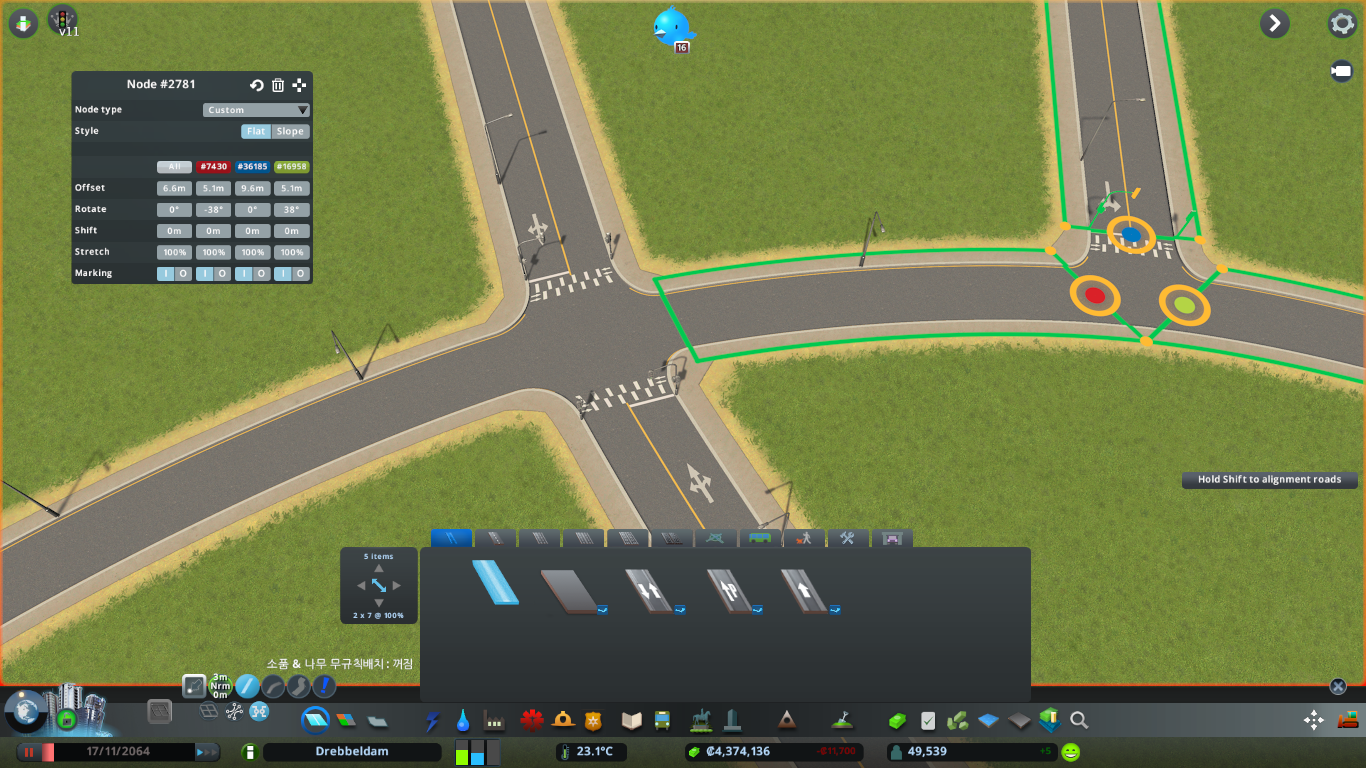 v11
16
Node #2781
Node type Custom
Style Flat Slope
All #7430 #36185 #16958
Offset 6.6m 5.1m 9.6m 5.1m
Rotate 0° -38° 0° 38°
Shift 0m 0m 0m 0m
Stretch 100% 100% 100% 100%
Marking I O I O I O I O
Hold Shift to alignment roads
5 items
2 x 7 @ 100%
소품 & 나무 무규칙배치 : 꺼짐
3m
Nrm
0m
17/11/2064
Drebbeldam
23.1°C
₡4,374,136
-₡11,700
49,539
+5